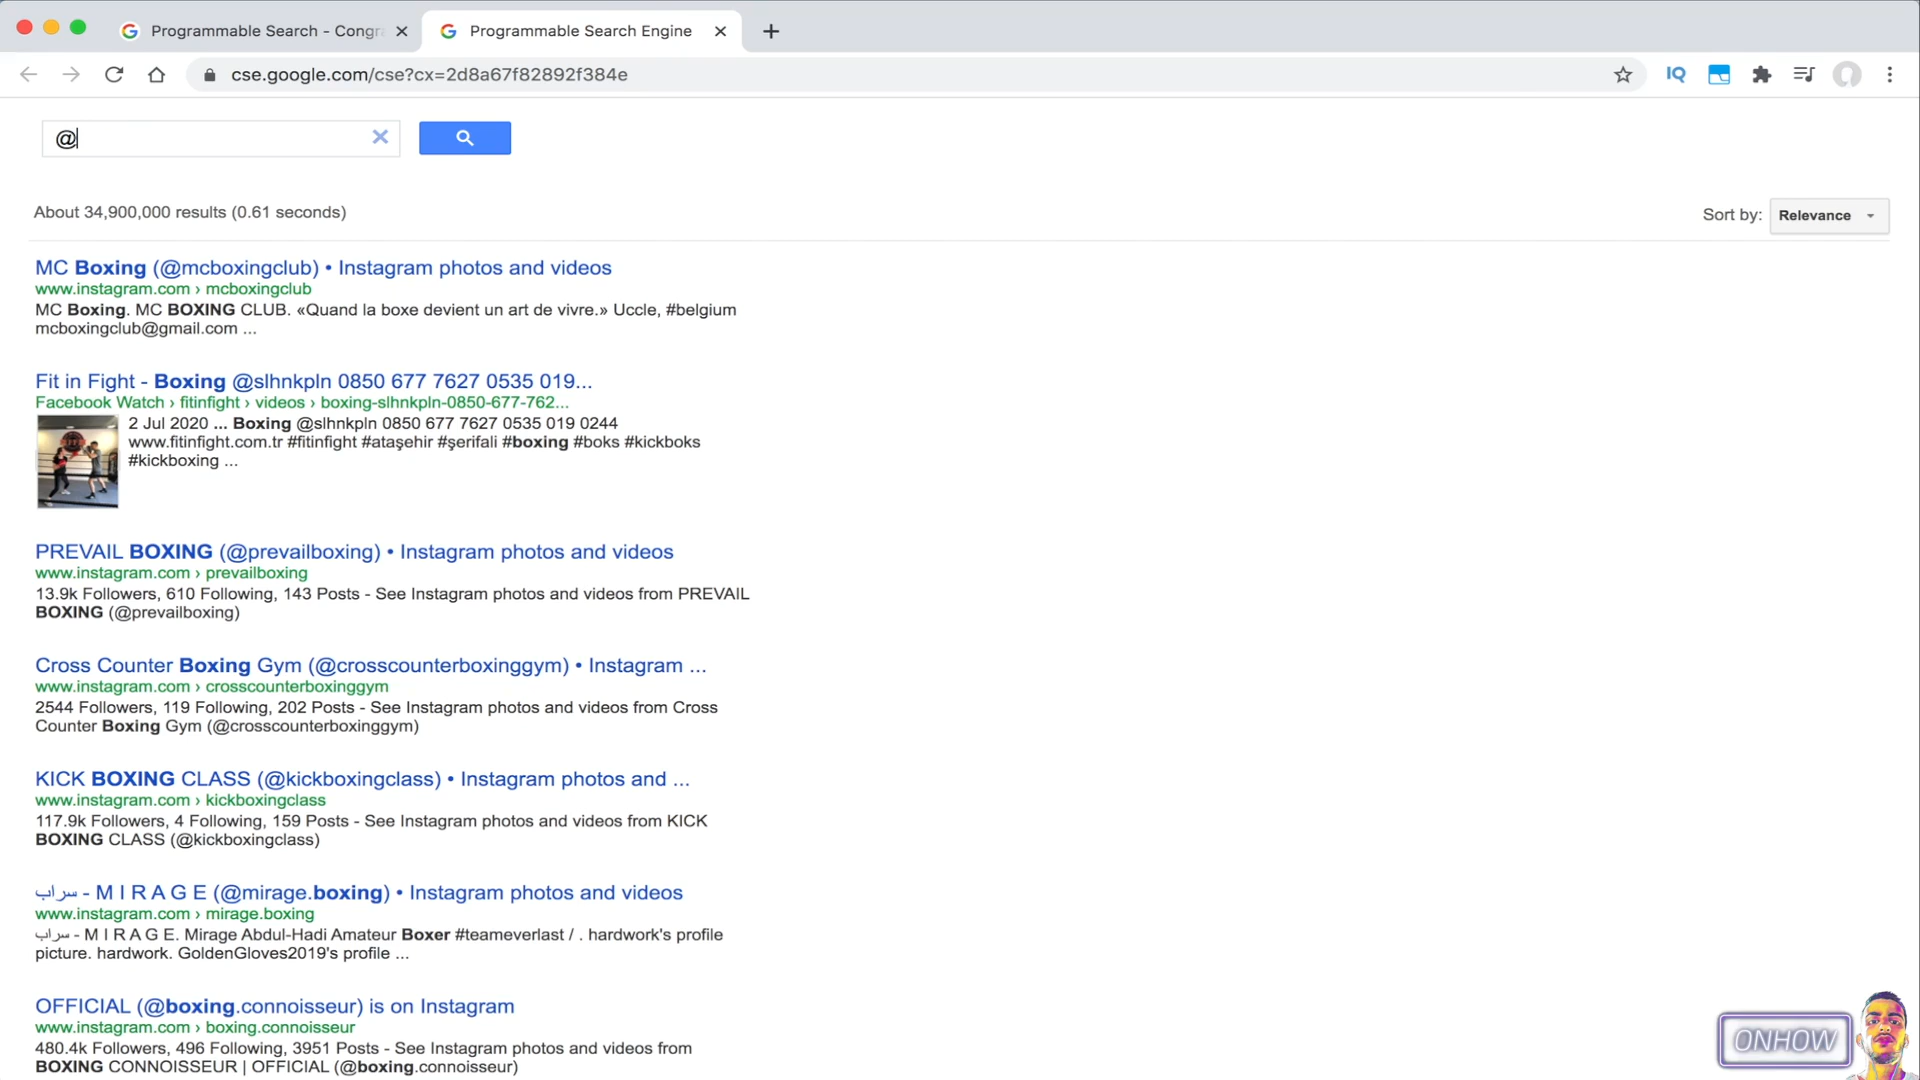 Programmable Search - Congra
Programmable Search Engine
cse.google.com/cse?cx=2d8a67f82892f384e
IQ
@
About 34,900,000 results (0.61 seconds)
Sort by: Relevance
MC Boxing (@mcboxingclub) • Instagram photos and videos
www.instagram.com › mcboxingclub
MC Boxing. MC BOXING CLUB. «Quand la boxe devient un art de vivre.» Uccle, #belgium
mcboxingclub@gmail.com ...
Fit in Fight - Boxing @slhnkpln 0850 677 7627 0535 019...
Facebook Watch › fitinfight › videos › boxing-slhnkpln-0850-677-762...
2 Jul 2020 ... Boxing @slhnkpln 0850 677 7627 0535 019 0244
www.fitinfight.com.tr #fitinfight #ataşehir #şerifali #boxing #boks #kickboks
#kickboxing ...
PREVAIL BOXING (@prevailboxing) • Instagram photos and videos
www.instagram.com › prevailboxing
13.9k Followers, 610 Following, 143 Posts - See Instagram photos and videos from PREVAIL
BOXING (@prevailboxing)
Cross Counter Boxing Gym (@crosscounterboxinggym) • Instagram ...
www.instagram.com › crosscounterboxinggym
2544 Followers, 119 Following, 202 Posts - See Instagram photos and videos from Cross
Counter Boxing Gym (@crosscounterboxinggym)
KICK BOXING CLASS (@kickboxingclass) • Instagram photos and ...
www.instagram.com › kickboxingclass
117.9k Followers, 4 Following, 159 Posts - See Instagram photos and videos from KICK
BOXING CLASS (@kickboxingclass)
سراب - M I R A G E (@mirage.boxing) • Instagram photos and videos
www.instagram.com › mirage.boxing
سراب - M I R A G E. Mirage Abdul-Hadi Amateur Boxer #teameverlast / . hardwork's profile
picture. hardwork. GoldenGloves2019's profile ...
OFFICIAL (@boxing.connoisseur) is on Instagram
www.instagram.com › boxing.connoisseur
480.4k Followers, 496 Following, 3951 Posts - See Instagram photos and videos from
BOXING CONNOISSEUR | OFFICIAL (@boxing.connoisseur)
ONHOW